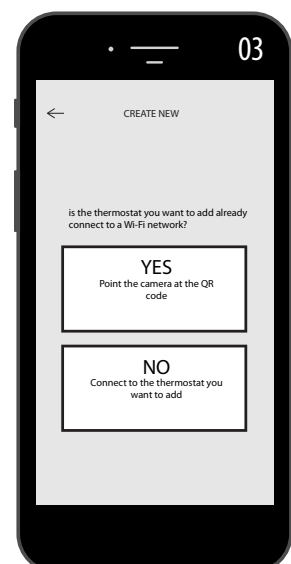 03
CREATE NEW
is the thermostat you want to add already
connect to a Wi-Fi network?
YES
Point the camera at the QR
code
NO
Connect to the thermostat you
want to add